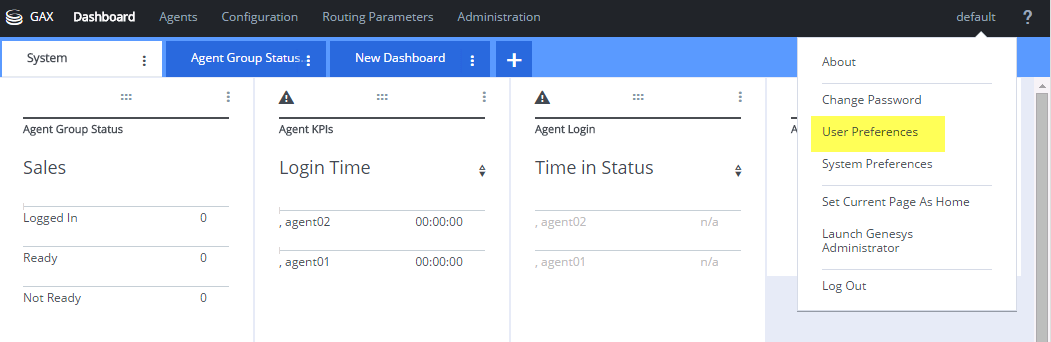 GAX Dashboard Agents Configuration Routing Parameters Administration default ?
System Agent Group Status. New Dashboard +
Agent Group Status
Sales
Logged In 0
Ready 0
Not Ready 0
Agent KPIs
Login Time
, agent02 00:00:00
, agent01 00:00:00
Agent Login
Time in Status
, agent02 n/a
, agent01 n/a
A
About
Change Password
User Preferences
System Preferences
Set Current Page As Home
Launch Genesys
Administrator
Log Out